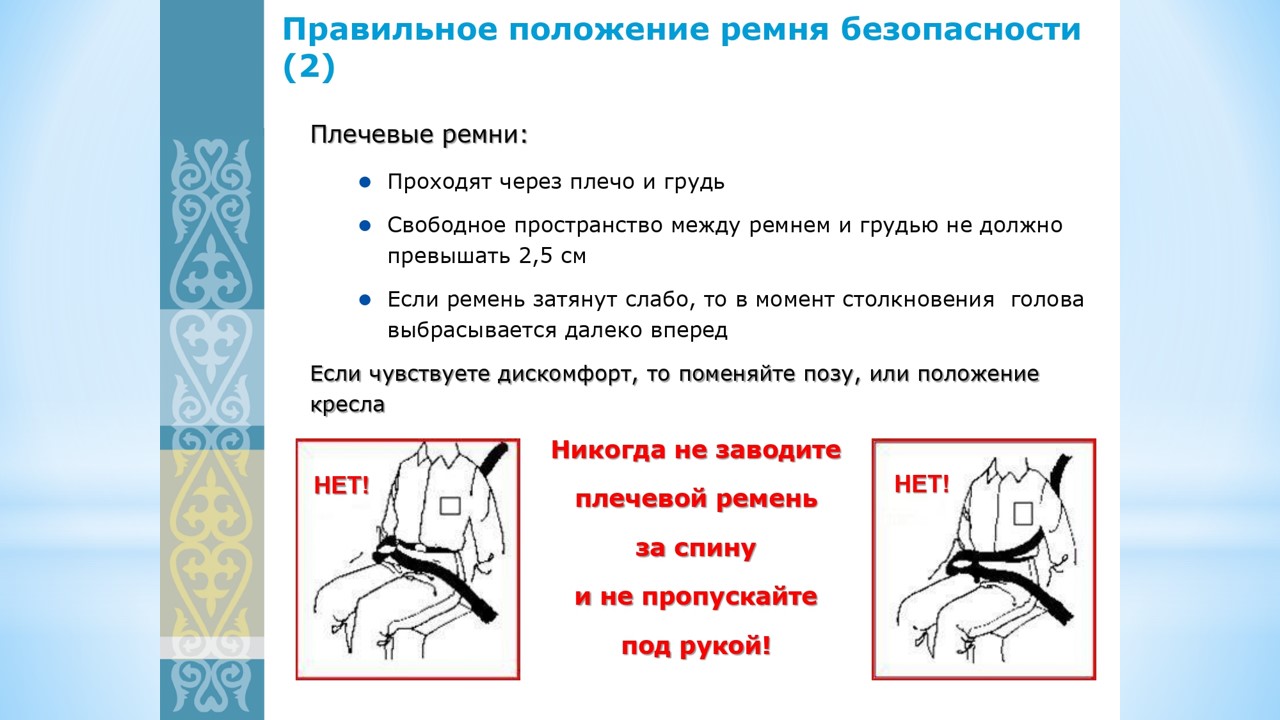 Правильное положение ремня безопасности
(2)
Плечевые ремни:
Проходят через плечо и грудь
Свободное пространство между ремнем и грудью не должно
превышать 2,5 см
Если ремень затянут слабо, то в момент столкновения голова
выбрасывается далеко вперед
Если чувствуете дискомфорт, то поменяйте позу, или положение
кресла
НЕТ!
Никогда не заводите
плечевой ремень
за спину
и не пропускайте
под рукой!
НЕТ!